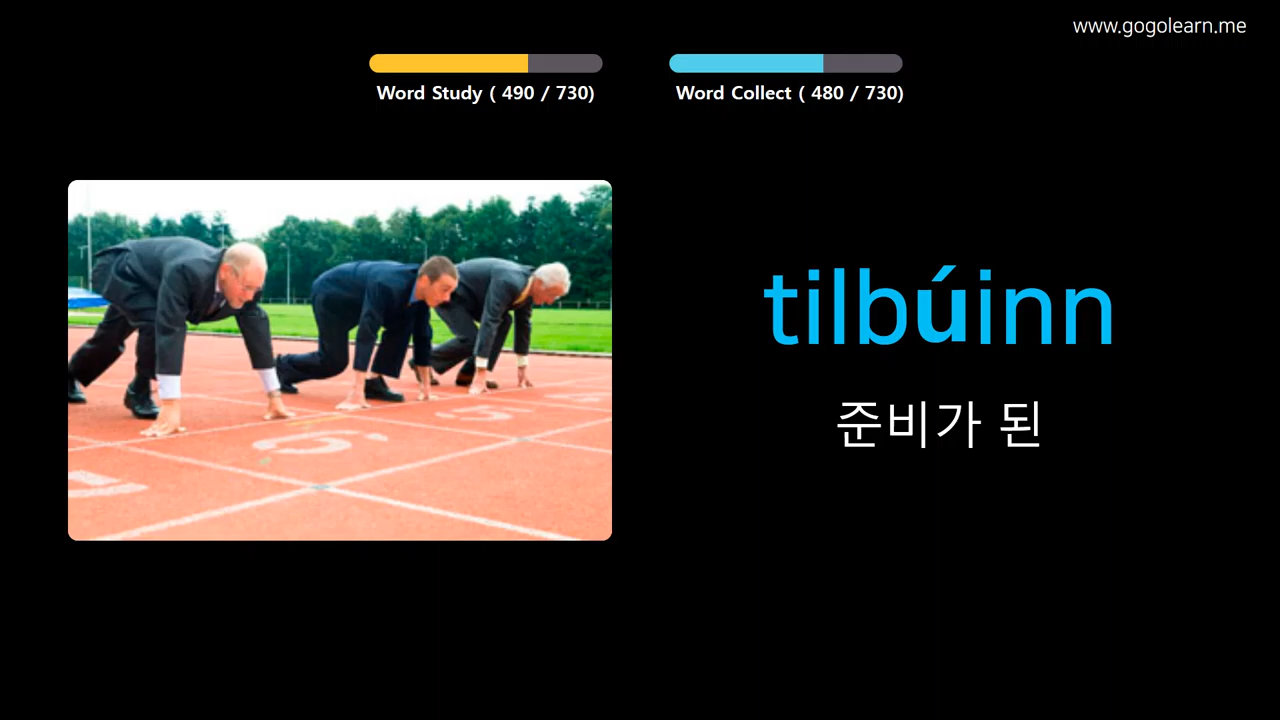 www.gogolearn.me
Word Study ( 490 / 730)
Word Collect ( 480 / 730)
tilbúinn
준비가 된